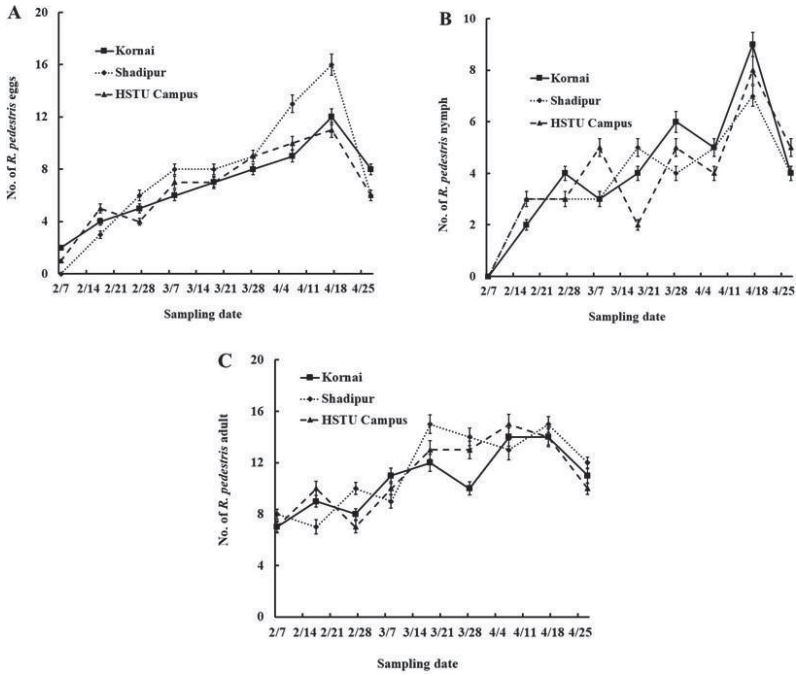 A
20
16
12
8
4
0
No. of R. pedestris eggs
Kornai
Shadipur
HSTU Campus
2/7 2/14 2/21 2/28 3/7 3/14 3/21 3/28 4/4 4/11 4/18 4/25
Sampling date
B
10
8
6
4
2
0
No. of R. pedestris nymph
Kornai
Shadipur
HSTU Campus
2/7 2/14 2/21 2/28 3/7 3/14 3/21 3/28 4/4 4/11 4/18 4/25
Sampling date
C
20
16
12
8
4
0
No. of R. pedestris adult
Kornai
Shadipur
HSTU Campus
2/7 2/14 2/21 2/28 3/7 3/14 3/21 3/28 4/4 4/11 4/18 4/25
Sampling date